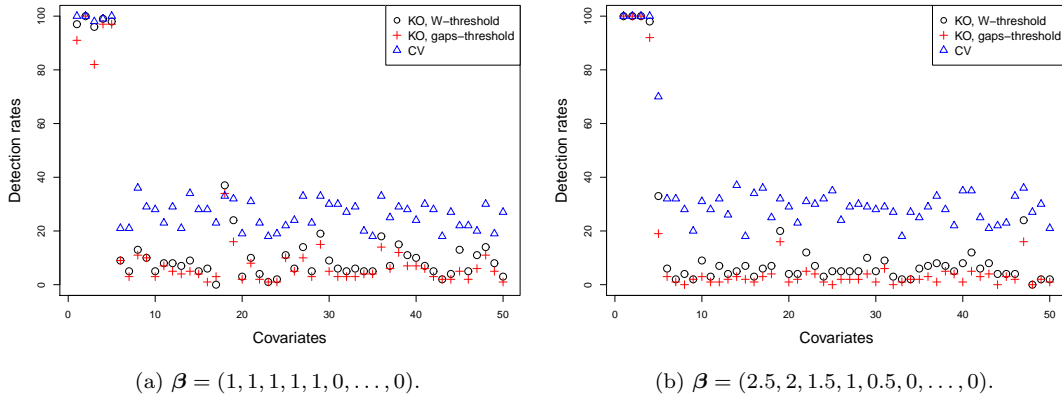 Detection rates
0
20
40
60
80
100
KO, W−threshold
KO, gaps−threshold
CV
0
10
20
30
40
50
Covariates
(a) β = (1, 1, 1, 1, 1, 0, . . . , 0).
Detection rates
0
20
40
60
80
100
KO, W−threshold
KO, gaps−threshold
CV
0
10
20
30
40
50
Covariates
(b) β = (2.5, 2, 1.5, 1, 0.5, 0, . . . , 0).